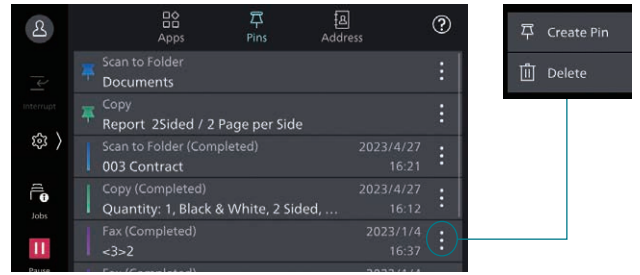 Apps
Pins
Address
?
Interrupt
Jobs
Pause
Scan to Folder
Documents
Copy
Report 2Sided / 2 Page per Side
Scan to Folder (Completed) 2023/4/27
003 Contract 16:21
Copy (Completed) 2023/4/27
Quantity: 1, Black & White, 2 Sided, ... 16:12
Fax (Completed) 2023/1/4
<3>2 16:37
Create Pin
Delete